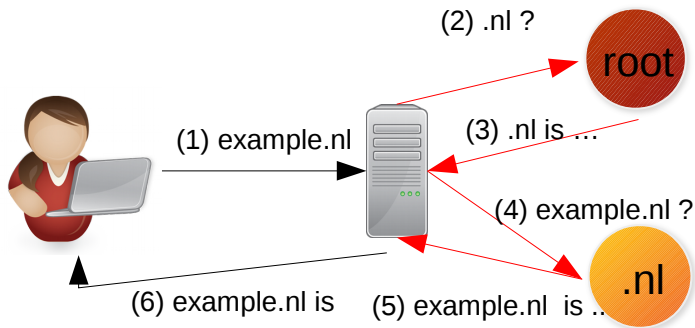 (2) .nl ?
root
(1) example.nl
(3) .nl is …
(4) example.nl ?
.nl
(5) example.nl is ..
(6) example.nl is